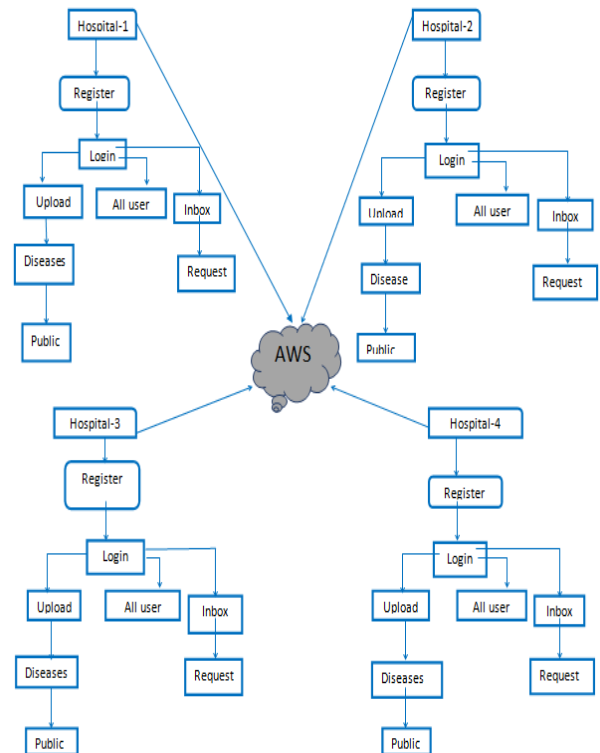 Hospital-1
Register
Login
Upload
All user
Inbox
Diseases
Request
Public
Hospital-2
Register
Login
Upload
All user
Inbox
Disease
Request
Public
AWS
Hospital-3
Register
Login
Upload
All user
Inbox
Diseases
Request
Public
Hospital-4
Register
Login
Upload
All user
Inbox
Diseases
Request
Public